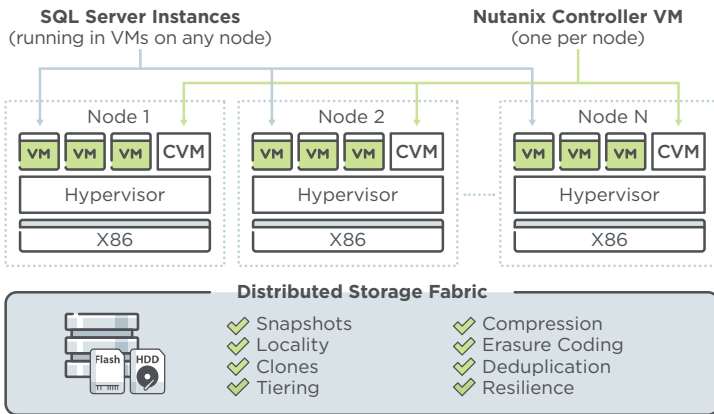 SQL Server Instances
(running in VMs on any node)
Nutanix Controller VM
(one per node)
Node 1
VM VM VM CVM
Hypervisor
X86
Node 2
VM VM VM CVM
Hypervisor
X86
Node N
VM VM VM CVM
Hypervisor
X86
Distributed Storage Fabric
Flash HDD
Snapshots
Locality
Clones
Tiering
Compression
Erasure Coding
Deduplication
Resilience